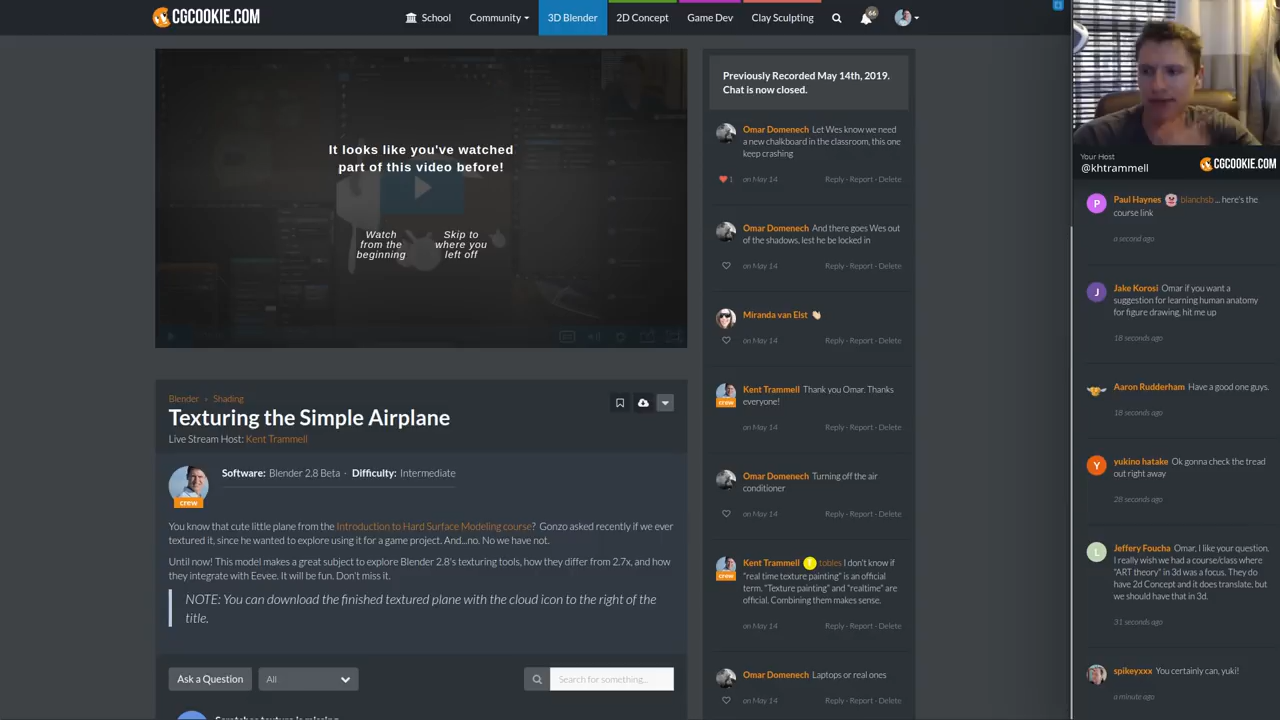 CGCOOKIE.COM
School
Community
3D Blender
2D Concept
Game Dev
Clay Sculpting
66
It looks like you've watched
part of this video before!
Watch
from the
beginning
Skip to
where you
left off
Blender > Shading
Texturing the Simple Airplane
Live Stream Host: Kent Trammell
crew
Software: Blender 2.8 Beta · Difficulty: Intermediate
You know that cute little plane from the Introduction to Hard Surface Modeling course? Gonzo asked recently if we ever
textured it, since he wanted to explore using it for a game project. And...no. No we have not.
Until now! This model makes a great subject to explore Blender 2.8's texturing tools, how they differ from 2.7x, and how
they integrate with Eevee. It will be fun. Don't miss it.
NOTE: You can download the finished textured plane with the cloud icon to the right of the
title.
Ask a Question
All
Search for something...
Previously Recorded May 14th, 2019.
Chat is now closed.
Omar Domenech Let Wes know we need
a new chalkboard in the classroom, this one
keep crashing
1 on May 14 Reply - Report - Delete
Omar Domenech And there goes Wes out
of the shadows, lest he be locked in
on May 14 Reply - Report - Delete
Miranda van Elst 👏🏻
on May 14 Reply - Report - Delete
Kent Trammell Thank you Omar. Thanks
everyone!
crew
on May 14 Reply - Report - Delete
Omar Domenech Turning off the air
conditioner
on May 14 Reply - Report - Delete
Kent Trammell tobles I don't know if
"real time texture painting" is an official
term. "Texture painting" and "realtime" are
official. Combining them makes sense.
crew
on May 14 Reply - Report - Delete
Omar Domenech Laptops or real ones
on May 14 Reply - Report - Delete
Your Host
@khtrammell
CGCOOKIE.COM
P
Paul Haynes blanchsb ... here's the
course link
a second ago
J
Jake Korosi Omar if you want a
suggestion for learning human anatomy
for figure drawing, hit me up
18 seconds ago
Aaron Rudderham Have a good one guys.
18 seconds ago
Y
yukino hatake Ok gonna check the tread
out right away
28 seconds ago
L
Jeffery Foucha Omar, I like your question.
I really wish we had a course/class where
"ART theory" in 3d was a focus. They do
have 2d Concept and it does translate, but
we should have that in 3d.
31 seconds ago
spikeyxxx You certainly can, yuki!
a minute ago